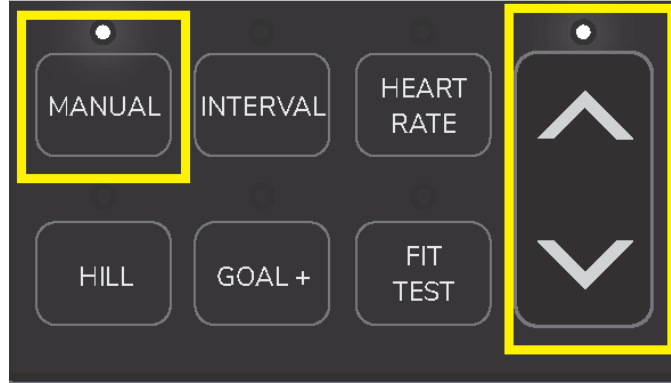 MANUAL
INTERVAL
HEART
RATE
HILL
GOAL +
FIT
TEST